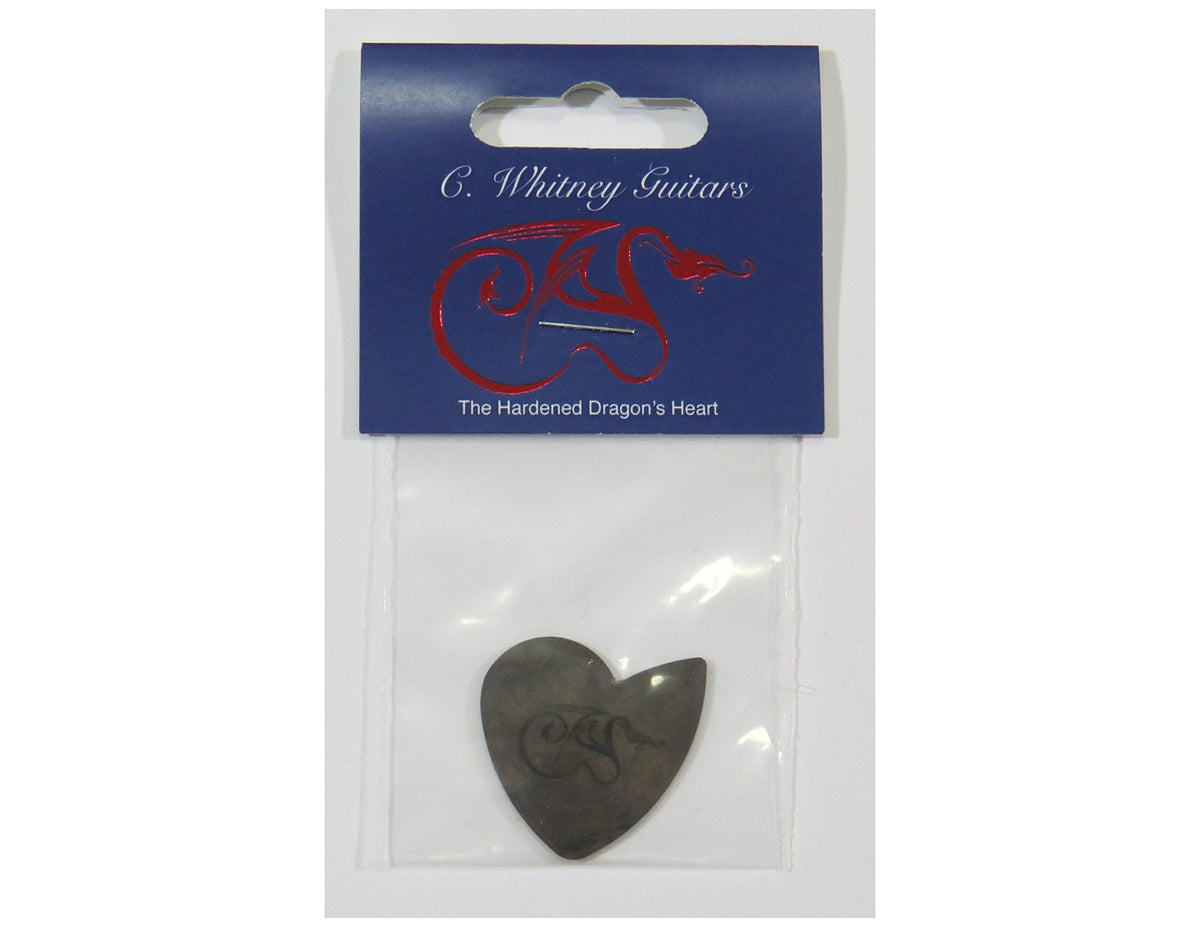 C. Whitney Guitars
The Hardened Dragon's Heart